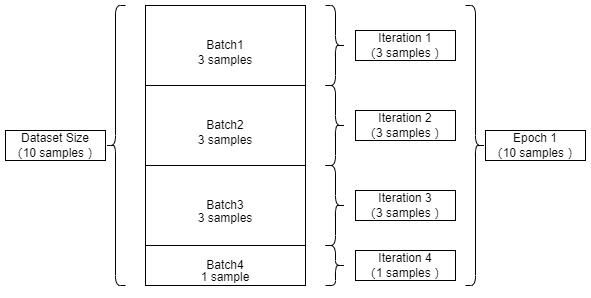 Dataset Size
（10 samples ）
Batch1
3 samples
Batch2
3 samples
Batch3
3 samples
Batch4
1 sample
Iteration 1
（3 samples ）
Iteration 2
（3 samples ）
Iteration 3
（3 samples ）
Iteration 4
（1 samples ）
Epoch 1
（10 samples ）